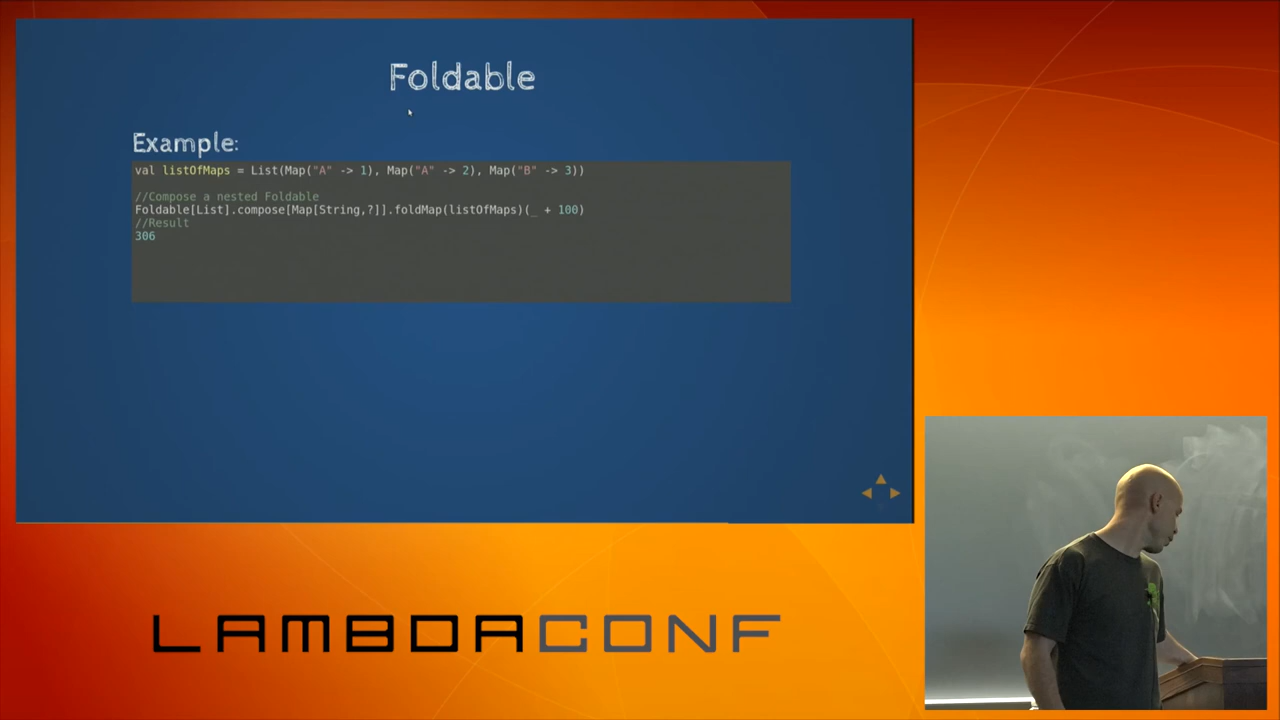 Foldable
Example:
val listOfMaps = List(Map("A" -> 1), Map("A" -> 2), Map("B" -> 3))
//Compose a nested Foldable
Foldable[List].compose[Map[String,?]].foldMap(listOfMaps)(_ + 100)
//Result
306
LAMBDACONF